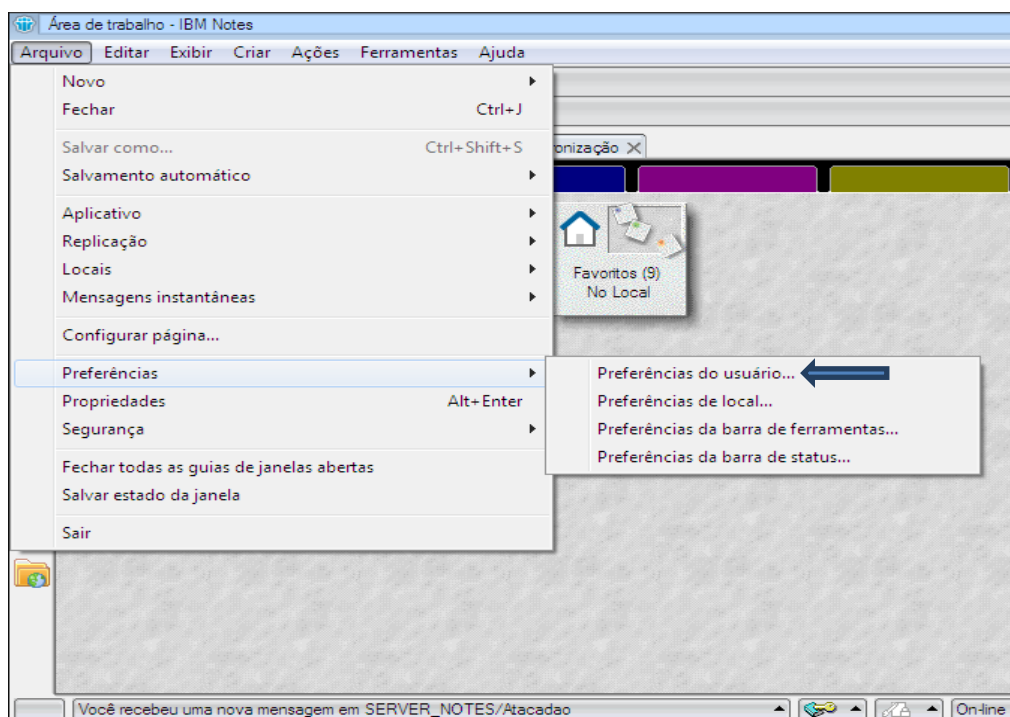 Área de trabalho - IBM Notes
Arquivo Editar Exibir Criar Ações Ferramentas Ajuda
Novo
Fechar Ctrl+J
Salvar como... Ctrl+Shift+S
onização
Salvamento automático
Aplicativo
Replicação
Locais
Favoritos (9)
Mensagens instantâneas
No Local
Configurar página...
Preferências
Preferências do usuário...
Propriedades Alt+Enter
Preferências de local...
Segurança
Preferências da barra de ferramentas...
Preferências da barra de status...
Fechar todas as guias de janelas abertas
Salvar estado da janela
Sair
Você recebeu uma nova mensagem em SERVER_NOTES/Atacadao
On-line